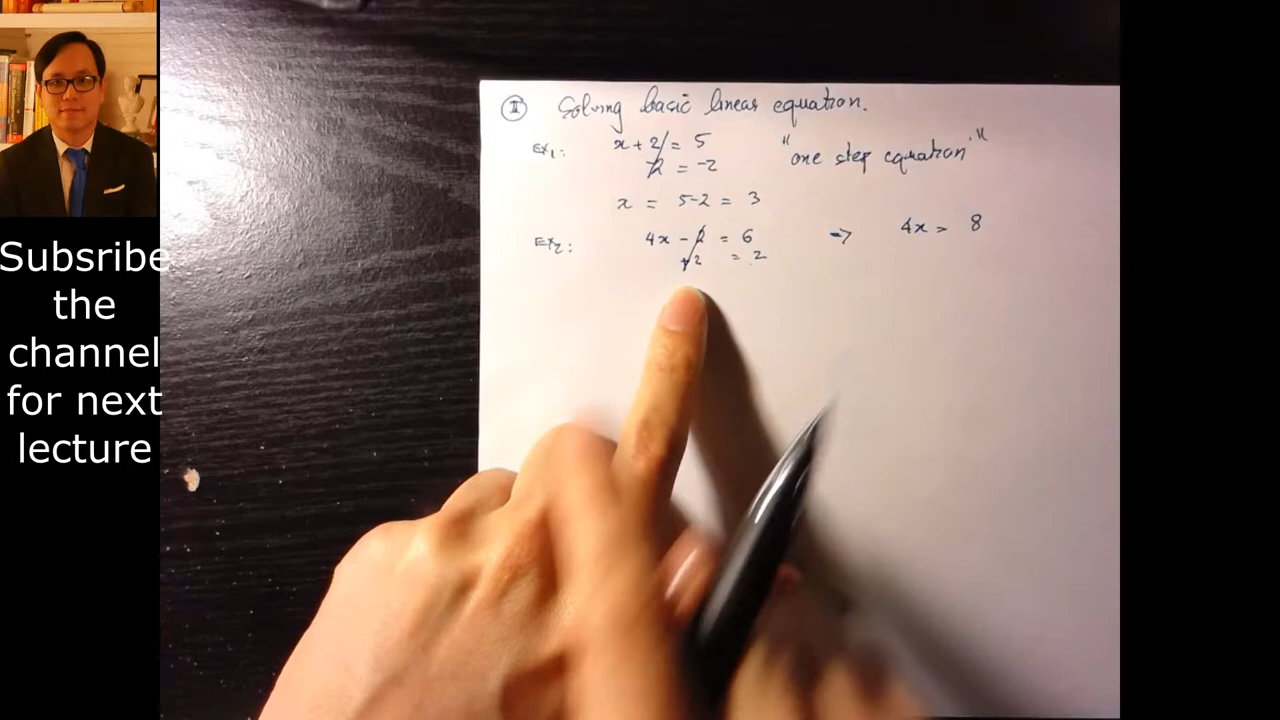 Subsribe
the
channel
for next
lecture
II Solving basic linear equation.
Ex1: x + 2 = 5 "one step equation"
-2 = -2
x = 5-2 = 3
Ex2: 4x - 2 = 6 ⇒ 4x = 8
+2 = 2